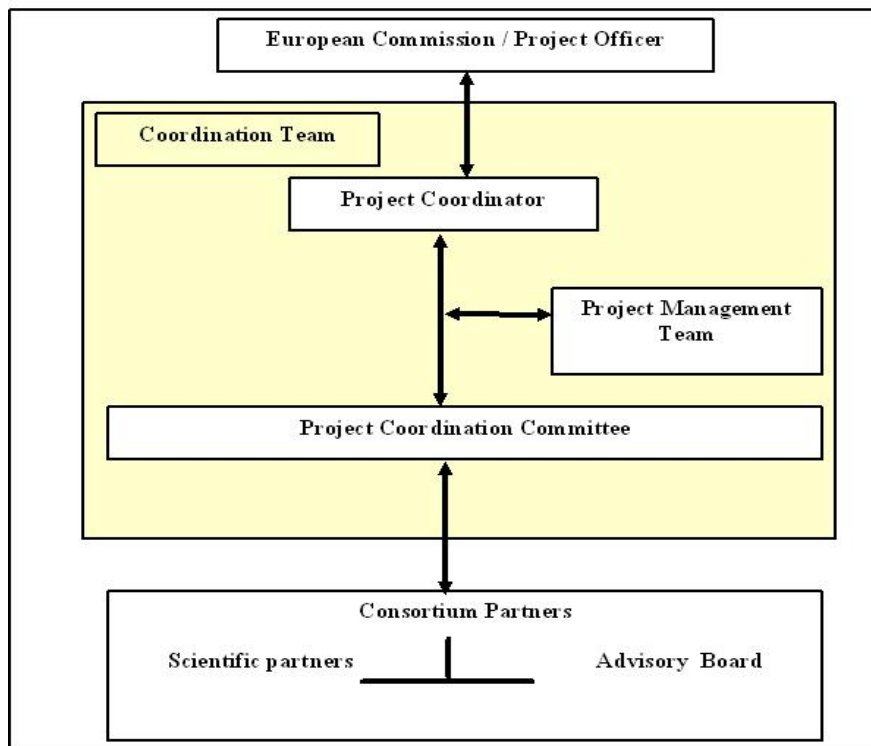 European Commission / Project Officer
Coordination Team
Project Coordinator
Project Management
Team
Project Coordination Committee
Consortium Partners
Scientific partners
Advisory Board